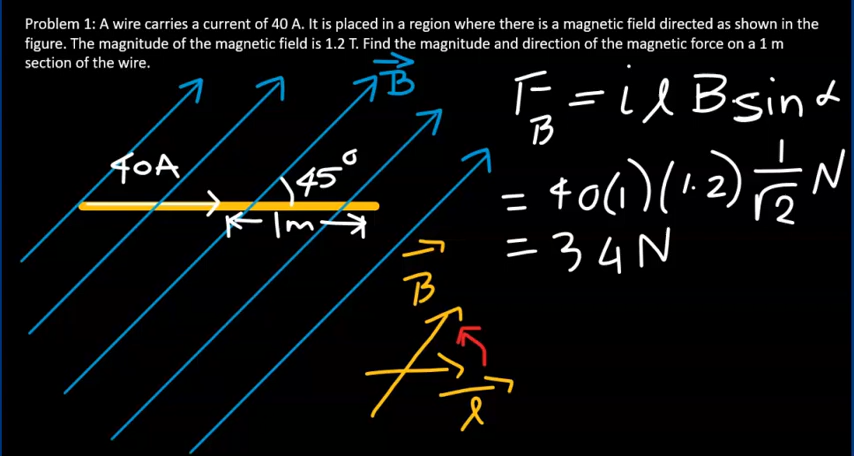 Problem 1: A wire carries a current of 40 A. It is placed in a region where there is a magnetic field directed as shown in the
figure. The magnitude of the magnetic field is 1.2 T. Find the magnitude and direction of the magnetic force on a 1 m
section of the wire.
B⃗
F_B = i l B sin α
40A
45°
= 40(1)(1.2) 1/√2 N
1m
= 34N
B⃗
l⃗